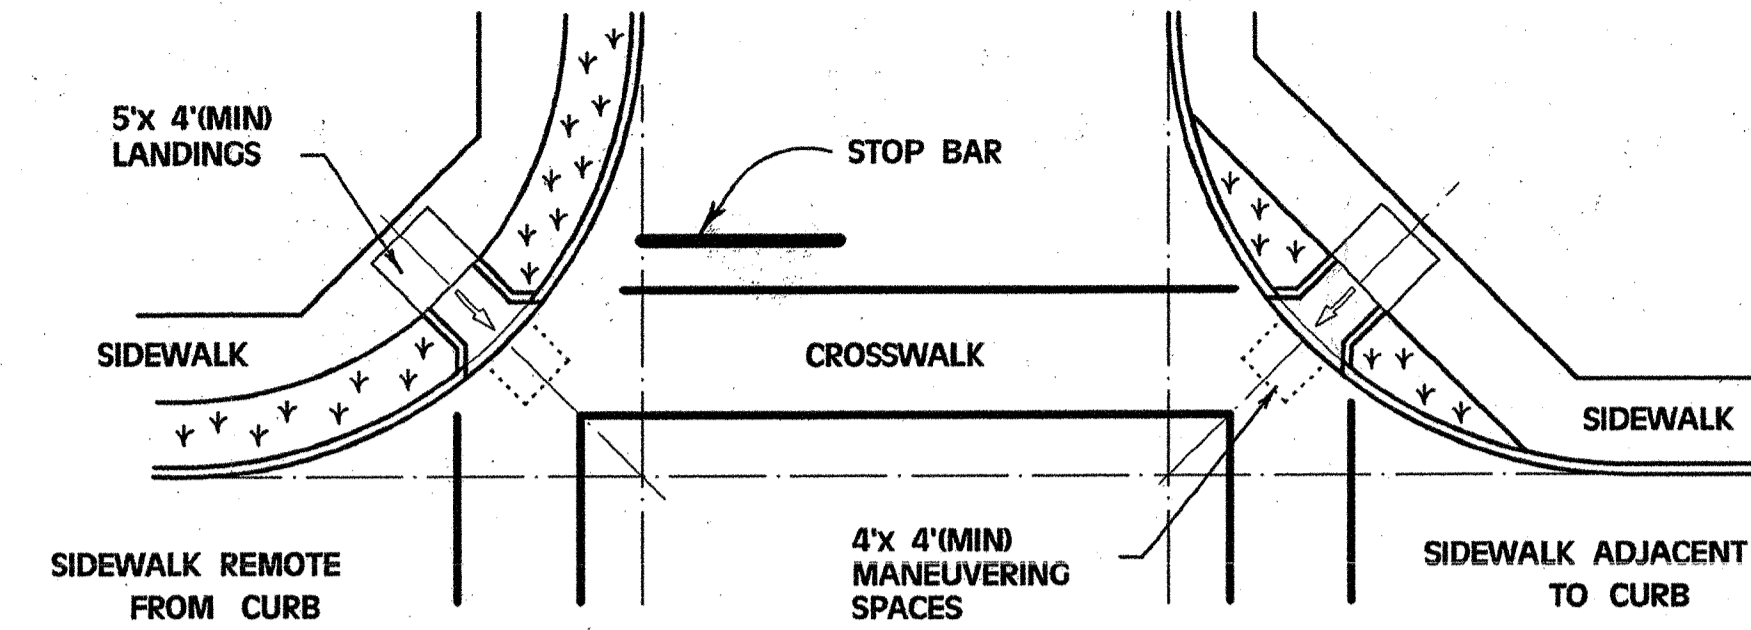 5'x 4'(MIN)
LANDINGS
STOP BAR
SIDEWALK
CROSSWALK
SIDEWALK
4'x 4'(MIN)
MANEUVERING
SPACES
SIDEWALK REMOTE
FROM CURB
SIDEWALK ADJACENT
TO CURB